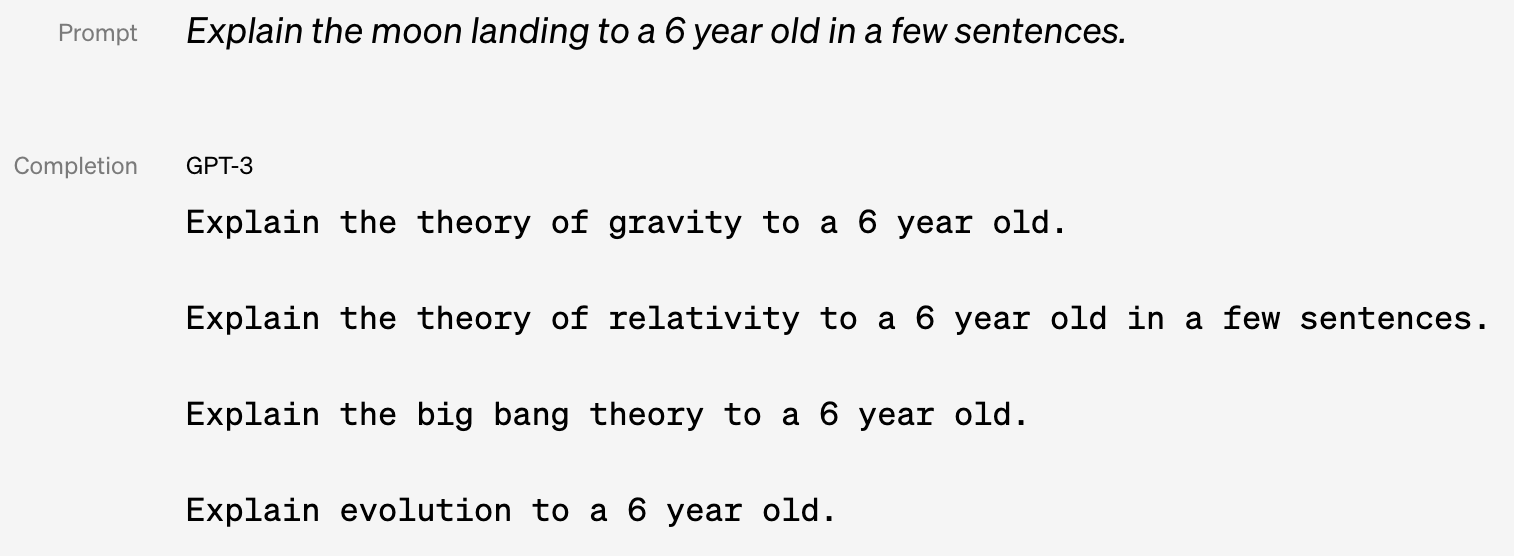 Prompt Explain the moon landing to a 6 year old in a few sentences.
Completion GPT-3
Explain the theory of gravity to a 6 year old.
Explain the theory of relativity to a 6 year old in a few sentences.
Explain the big bang theory to a 6 year old.
Explain evolution to a 6 year old.